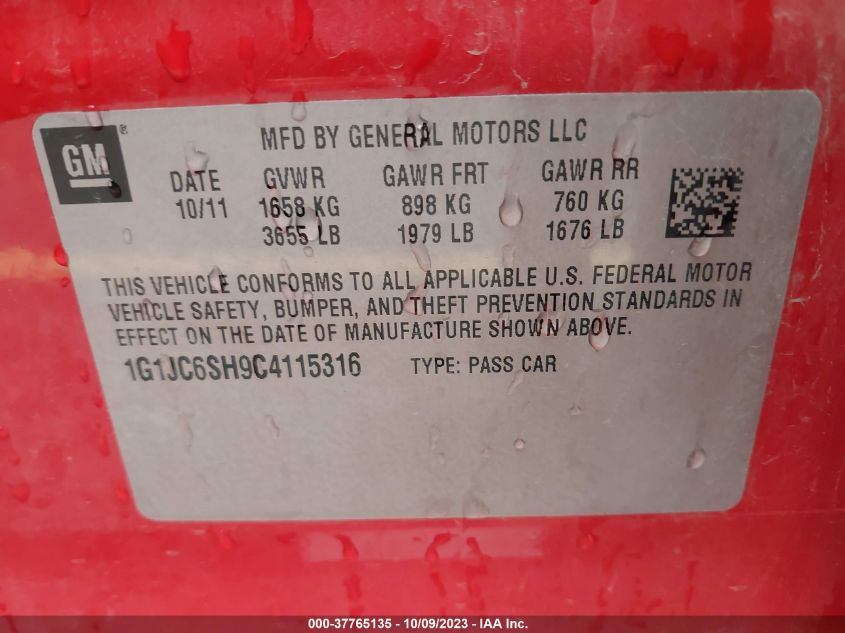 GM®
MFD BY GENERAL MOTORS LLC
DATE GVWR GAWR FRT GAWR RR
10/11 1658 KG 898 KG 760 KG
3655 LB 1979 LB 1676 LB
THIS VEHICLE CONFORMS TO ALL APPLICABLE U.S. FEDERAL MOTOR
VEHICLE SAFETY, BUMPER, AND THEFT PREVENTION STANDARDS IN
EFFECT ON THE DATE OF MANUFACTURE SHOWN ABOVE.
1G1JC6SH9C4115316 TYPE: PASS CAR
000-37765135 - 10/09/2023 - IAA Inc.